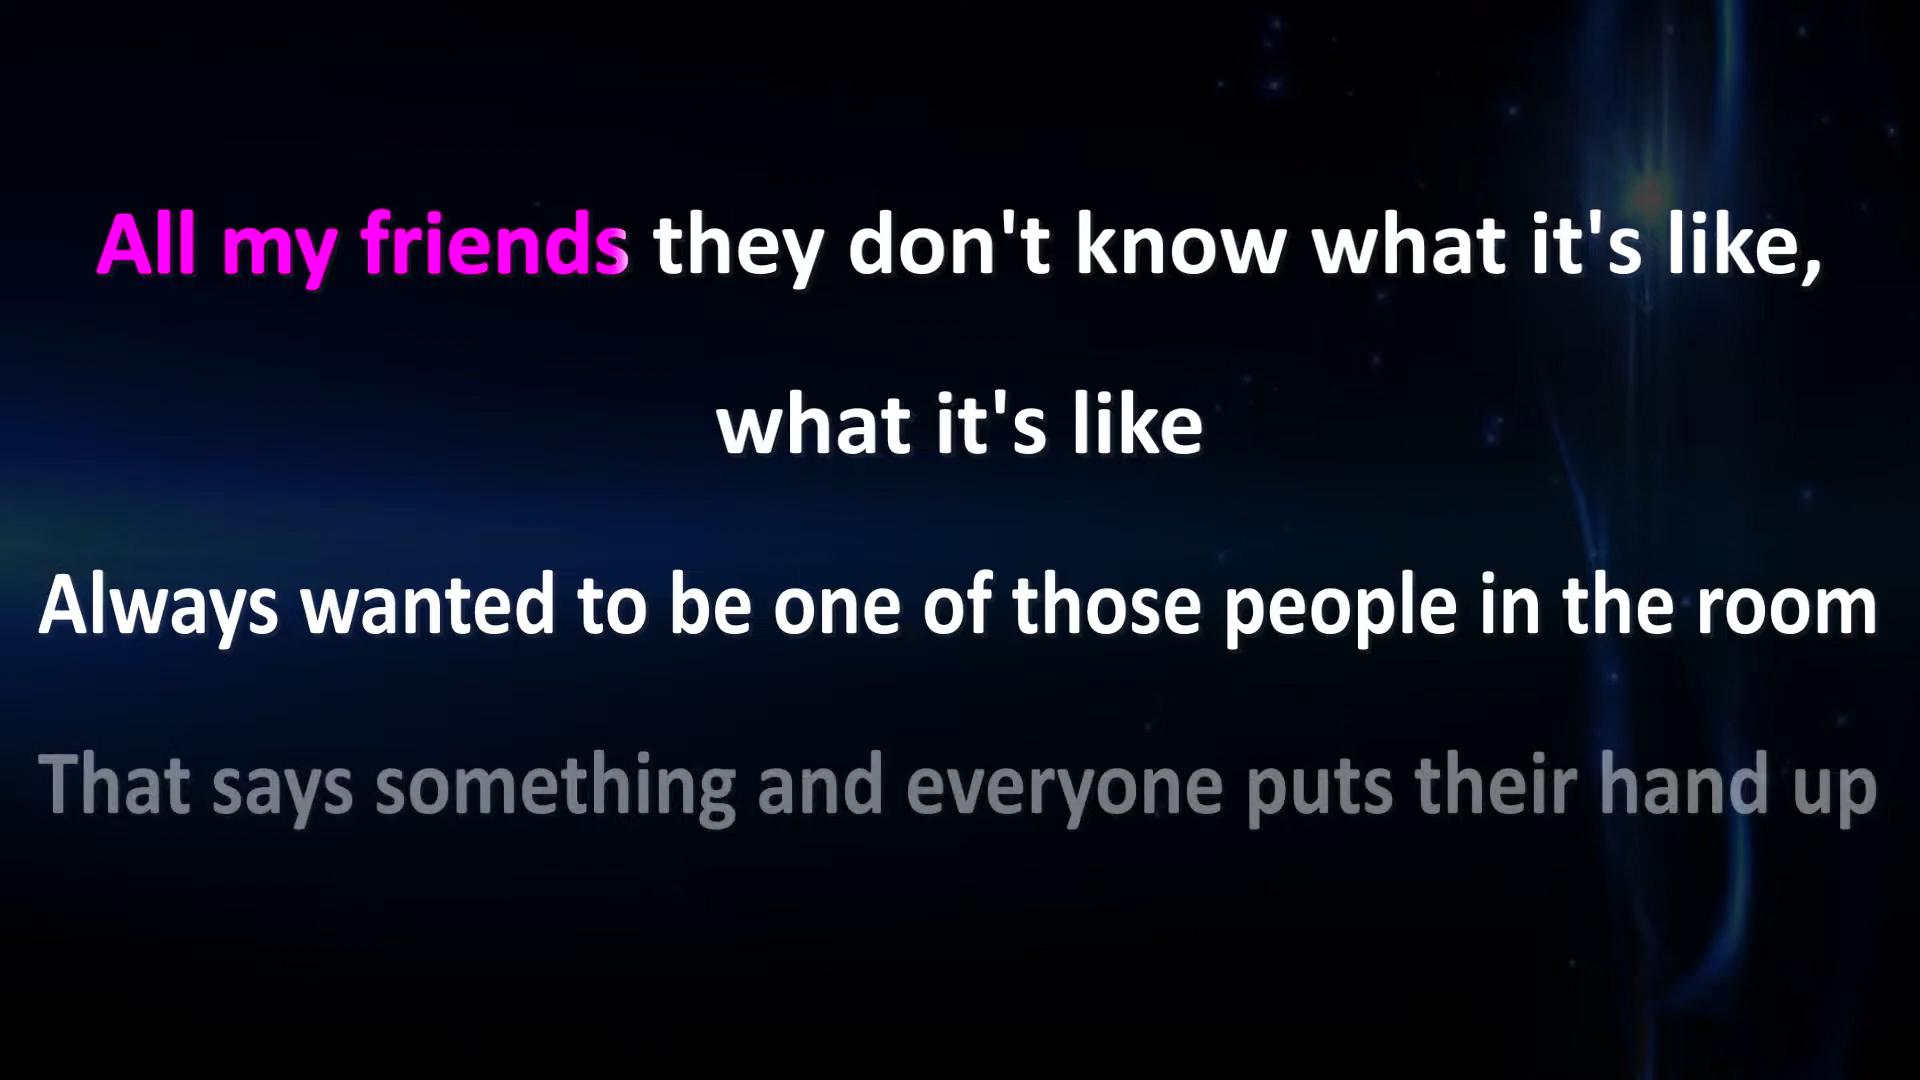 All my friends they don't know what it's like,
what it's like
Always wanted to be one of those people in the room
That says something and everyone puts their hand up